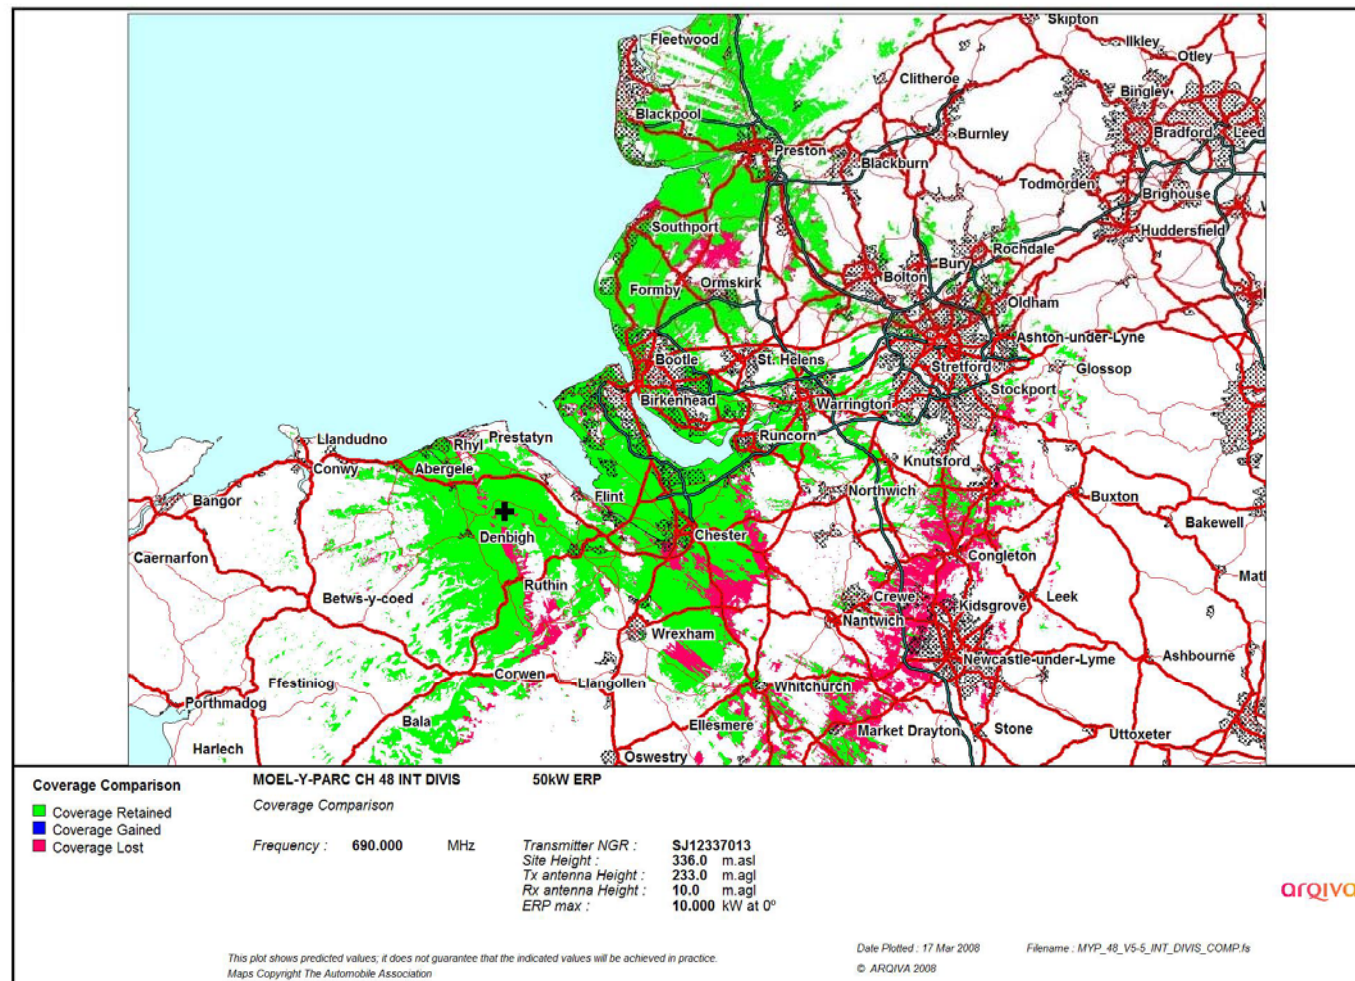 Skipton
Fleetwood
Ilkley
Otley
Clitheroe
Bingley
Blackpool
Burnley
Bradford
Leed
Preston
Blackburn
Todmorden
Brighouse
Southport
Huddersfield
Rochdale
Bury
Bolton
Formby
Ormskirk
Oldham
Ashton-under-Lyne
Bootle
St. Helens
Stretford
Glossop
Stockport
Birkenhead
Warrington
Llandudno
Rhyl
Prestatyn
Runcorn
Conwy
Abergele
Knutsford
Bangor
Flint
Northwich
Buxton
Bakewell
Denbigh
Chester
Caernarfon
Congleton
Ruthin
Betws-y-coed
Crewe
Kidsgrove
Leek
Nantwich
Wrexham
Newcastle-under-Lyme
Ashbourne
Corwen
Ffestiniog
Llangollen
Whitchurch
Porthmadog
Bala
Ellesmere
Market Drayton
Stone
Uttoxeter
Harlech
Oswestry
Coverage Comparison
Coverage Retained
Coverage Gained
Coverage Lost
MOEL-Y-PARC CH 48 INT DIVIS 50kW ERP
Coverage Comparison
Frequency : 690.000 MHz
Transmitter NGR : SJ12337013
Site Height : 336.0 m.asl
Tx antenna Height : 233.0 m.agl
Rx antenna Height : 10.0 m.agl
ERP max : 10.000 kW at 0º
arqiva
This plot shows predicted values; it does not guarantee that the indicated values will be achieved in practice.
Maps Copyright The Automobile Association
Date Plotted : 17 Mar 2008
Filename : MYP_48_V5-5_INT_DIVIS_COMP.fs
© ARQIVA 2008